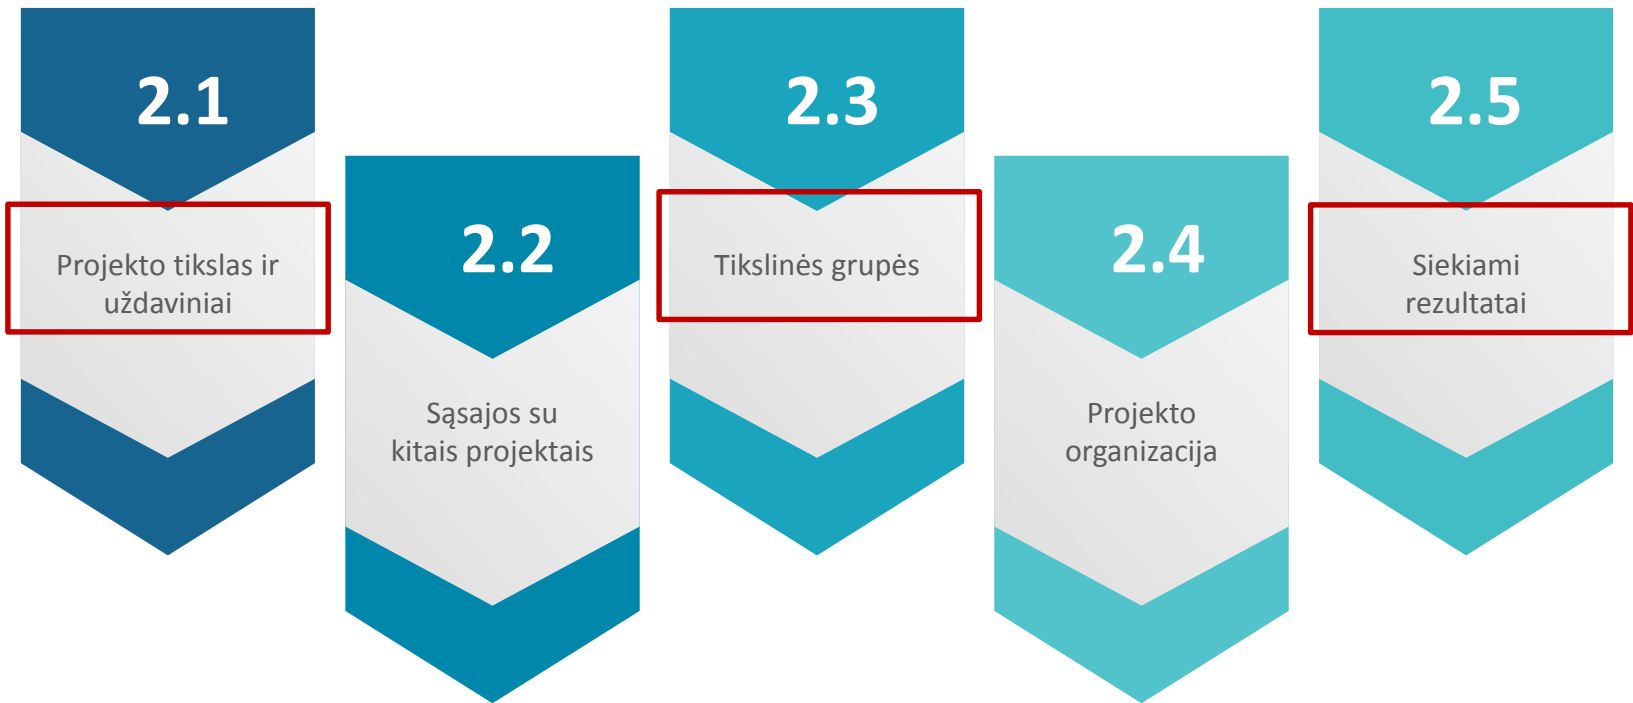 2.1
Projekto tikslas ir
uždaviniai
2.2
Sąsajos su
kitais projektais
2.3
Tikslinės grupės
2.4
Projekto
organizacija
2.5
Siekiami
rezultatai